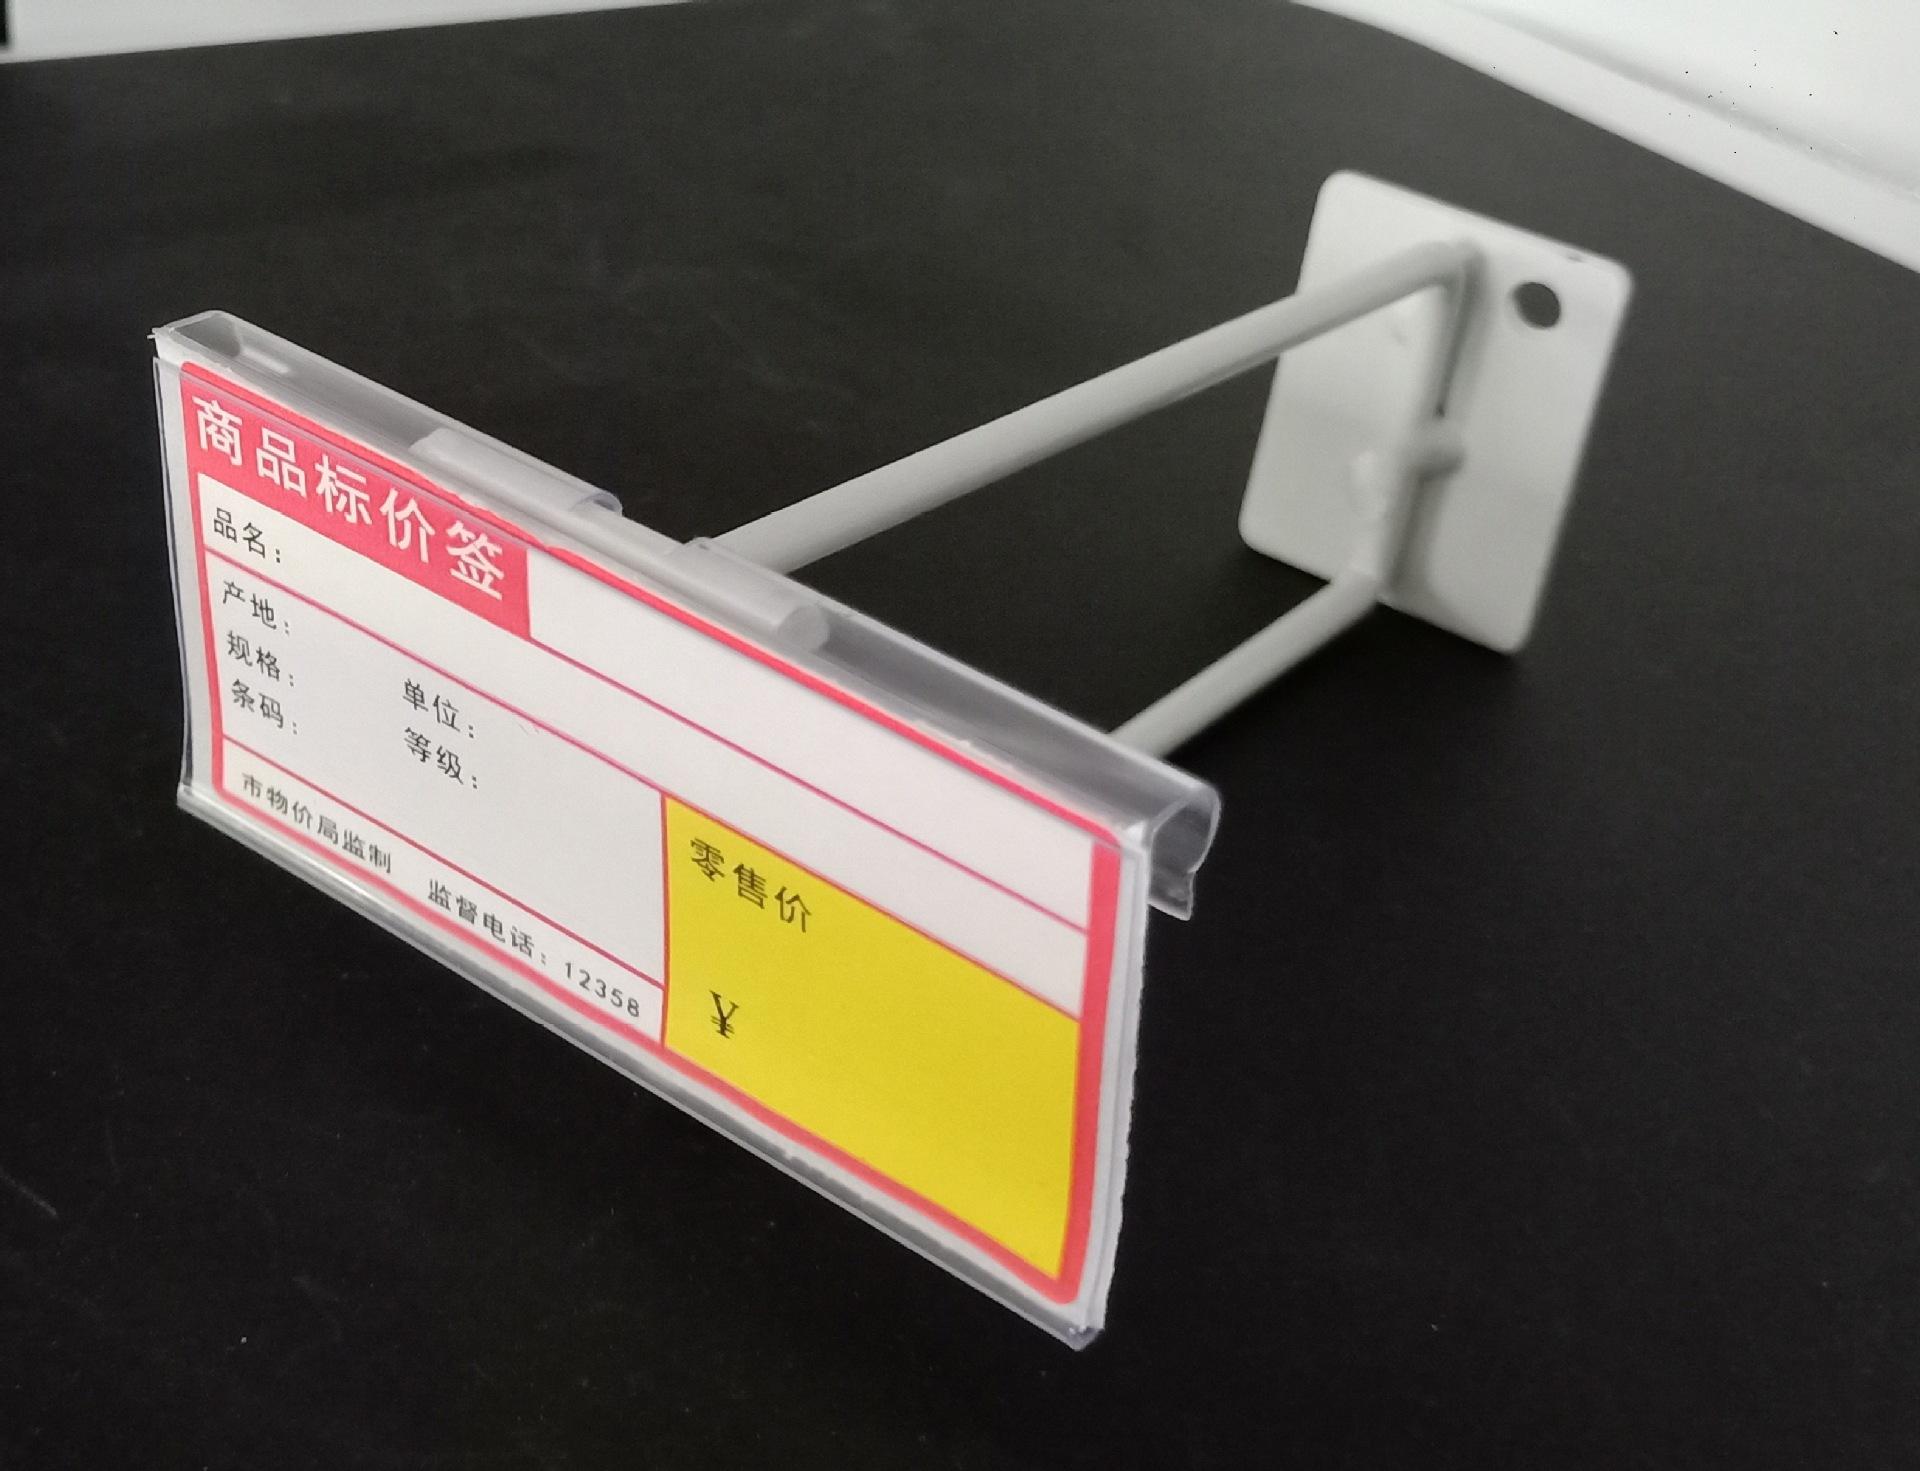 商品标价签
品名：
产地：
规格： 单位：
条码： 等级：
市物价局监制 监督电话：12358
零售价
¥